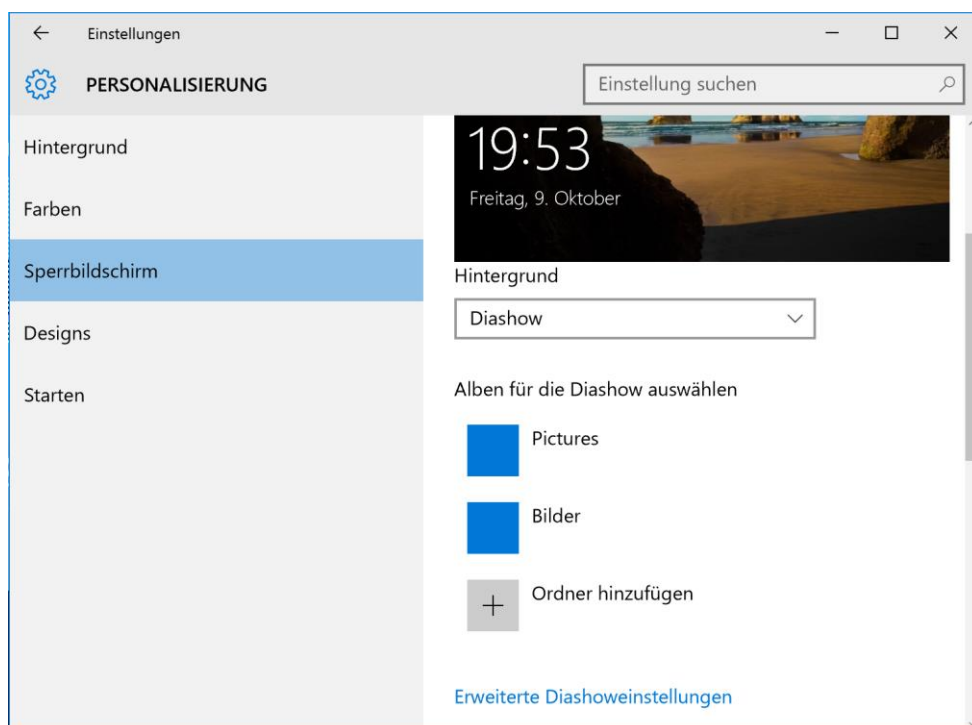 Einstellungen
PERSONALISIERUNG
Einstellung suchen
Hintergrund
Farben
Sperrbildschirm
Designs
Starten
19:53
Freitag, 9. Oktober
Hintergrund
Diashow
Alben für die Diashow auswählen
Pictures
Bilder
Ordner hinzufügen
Erweiterte Diashoweinstellungen